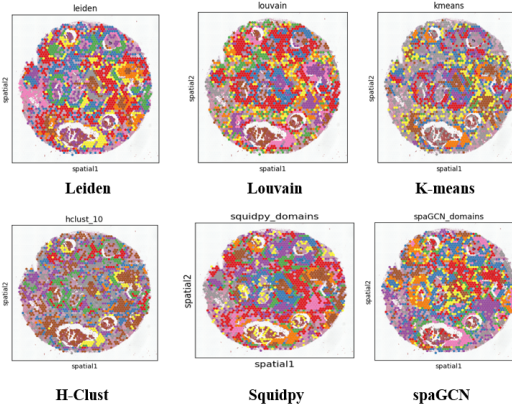 leiden
louvain
kmeans
spatial2
spatial2
spatial2
spatial1
spatial1
spatial1
Leiden
Louvain
K-means
hclust_10
squidpy_domains
spaGCN_domains
spatial2
spatial2
spatial2
spatial1
spatial1
spatial1
H-Clust
Squidpy
spaGCN